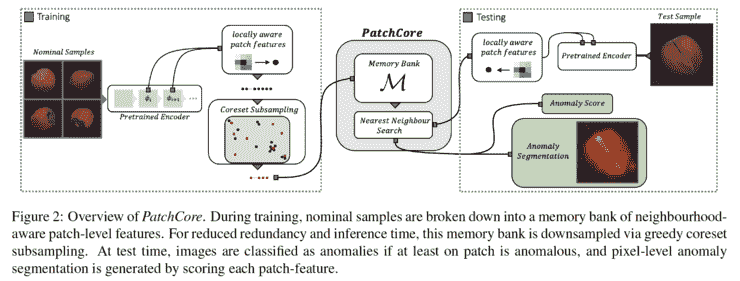 Training
Testing
Test Sample
Nominal Samples
locally aware
patch features
Pretrained Encoder
Coreset Subsampling
PatchCore
Memory Bank
M
Nearest Neighbour
Search
locally aware
patch features
Pretrained Encoder
Anomaly Score
Anomaly
Segmentation
Figure 2: Overview of PatchCore. During training, nominal samples are broken down into a memory bank of neighbourhood-
aware patch-level features. For reduced redundancy and inference time, this memory bank is downsampled via greedy coreset
subsampling. At test time, images are classified as anomalies if at least on patch is anomalous, and pixel-level anomaly
segmentation is generated by scoring each patch-feature.